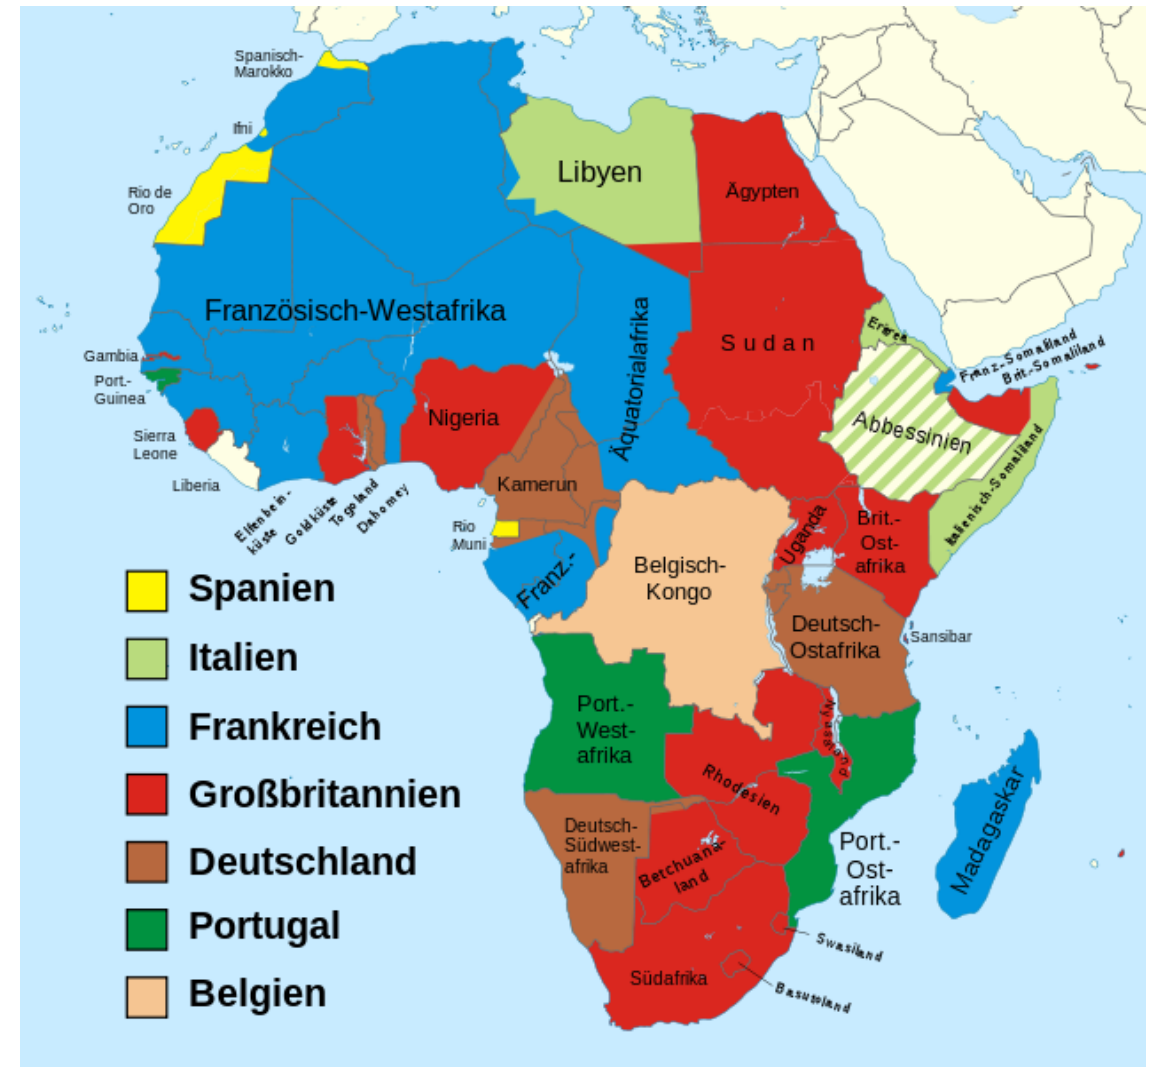 Spanisch-
Marokko
Ifni
Rio de
Oro
Libyen
Ägypten
Französisch-Westafrika
Äquatorialafrika
Sudan
Eritrea
Franz.-Somaliland
Brit.-Somaliland
Gambia
Port.-
Guinea
Sierra
Leone
Liberia
Elfenbein-
küste
Goldküste
Togoland
Dahomey
Nigeria
Kamerun
Abbessinien
Italienisch-Somaliland
Rio
Muni
Franz.-
Belgisch-
Kongo
Uganda
Brit.-
Ost-
afrika
Deutsch-
Ostafrika
Sansibar
Port.-
West-
afrika
Nyassaland
Rhodesien
Deutsch-
Südwest-
afrika
Betchuana-
land
Port.-
Ost-
afrika
Madagaskar
Swasiland
Südafrika
Basutoland
Spanien
Italien
Frankreich
Großbritannien
Deutschland
Portugal
Belgien